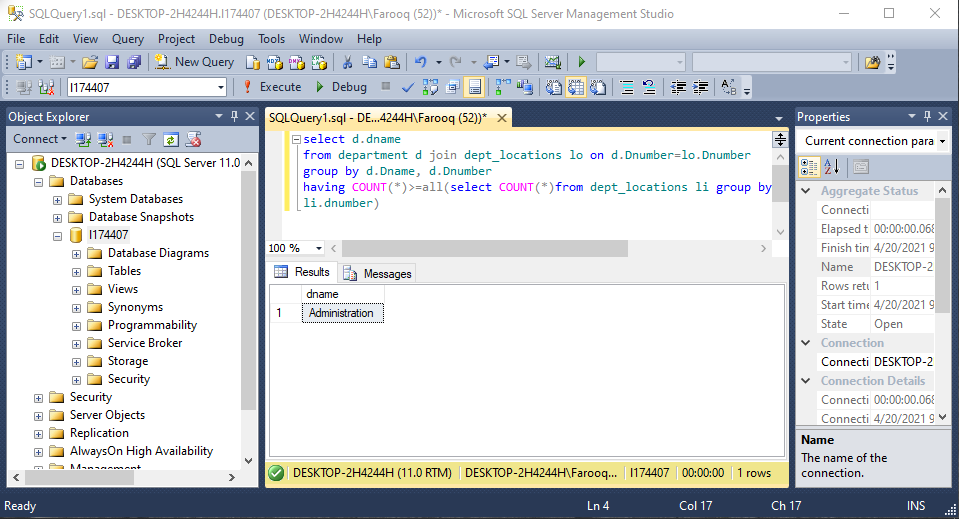 SQLQuery1.sql - DESKTOP-2H4244H.I174407 (DESKTOP-2H4244H\Farooq (52))* - Microsoft SQL Server Management Studio
File Edit View Query Project Debug Tools Window Help
New Query
I174407 Execute Debug
Object Explorer
Connect
DESKTOP-2H4244H (SQL Server 11.0
Databases
System Databases
Database Snapshots
I174407
Database Diagrams
Tables
Views
Synonyms
Programmability
Service Broker
Storage
Security
Security
Server Objects
Replication
AlwaysOn High Availability
Management
SQLQuery1.sql - DE...4244H\Farooq (52))*
select d.dname
from department d join dept_locations lo on d.Dnumber=lo.Dnumber
group by d.Dname, d.Dnumber
having COUNT(*)>=all(select COUNT(*)from dept_locations li group by
li.dnumber)
100 %
Results Messages
dname
1 Administration
DESKTOP-2H4244H (11.0 RTM) DESKTOP-2H4244H\Farooq... I174407 00:00:00 1 rows
Properties
Current connection para
Aggregate Status
Connecti
Elapsed t 00:00:00.068
Finish tim 4/20/2021 9
Name DESKTOP-2
Rows retu 1
Start time 4/20/2021 9
State Open
Connection
Connecti DESKTOP-2
Connection Details
Connecti 00:00:00.068
Connecti 4/20/2021 9
Name
The name of the
connection.
Ready Ln 4 Col 17 Ch 17 INS